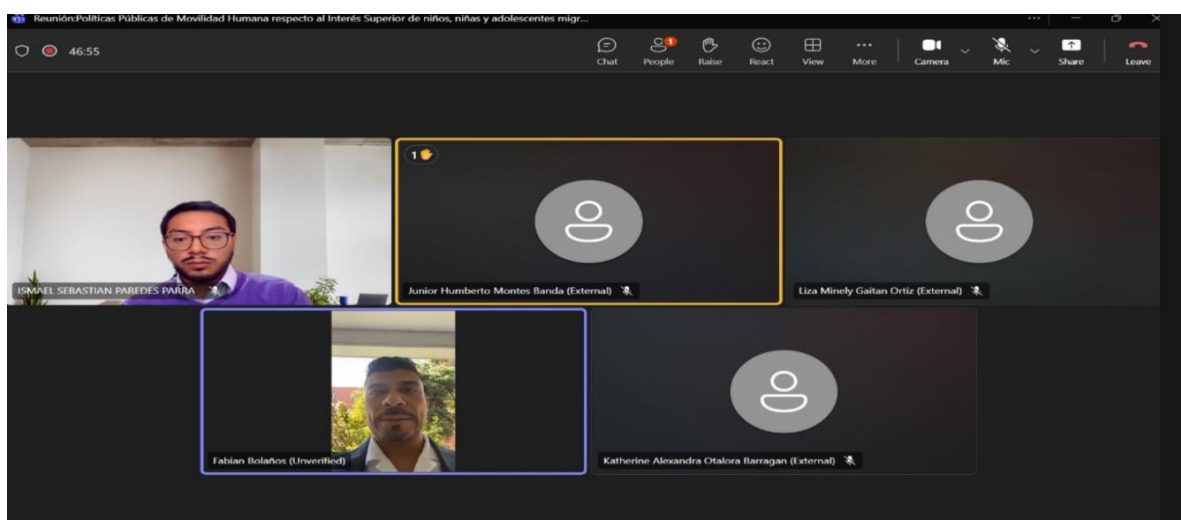 Reunión:Políticas Públicas de Movilidad Humana respecto al Interés Superior de niños, niñas y adolescentes migr...
46:55
Chat
People
1
Raise
React
View
More
Camera
Mic
Share
Leave
ISMAEL SEBASTIAN PAREDES PARRA
1
Junior Humberto Montes Banda (External)
Liza Minely Gaitan Ortiz (External)
Fabian Bolaños (Unverified)
Katherine Alexandra Otalora Barragan (External)